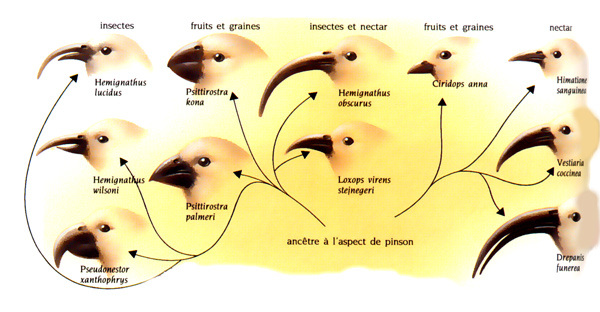 insectes
fruits et graines
insectes et nectar
fruits et graines
nectar
Hemignathus
lucidus
Psittirostra
kona
Hemignathus
obscurus
Ciridops anna
Himatione
sanguinea
Hemignathus
wilsoni
Psittirostra
palmeri
Loxops virens
stejnegeri
Vestiaria
coccinea
ancêtre à l'aspect de pinson
Pseudonestor
xanthophrys
Drepanis
funerea